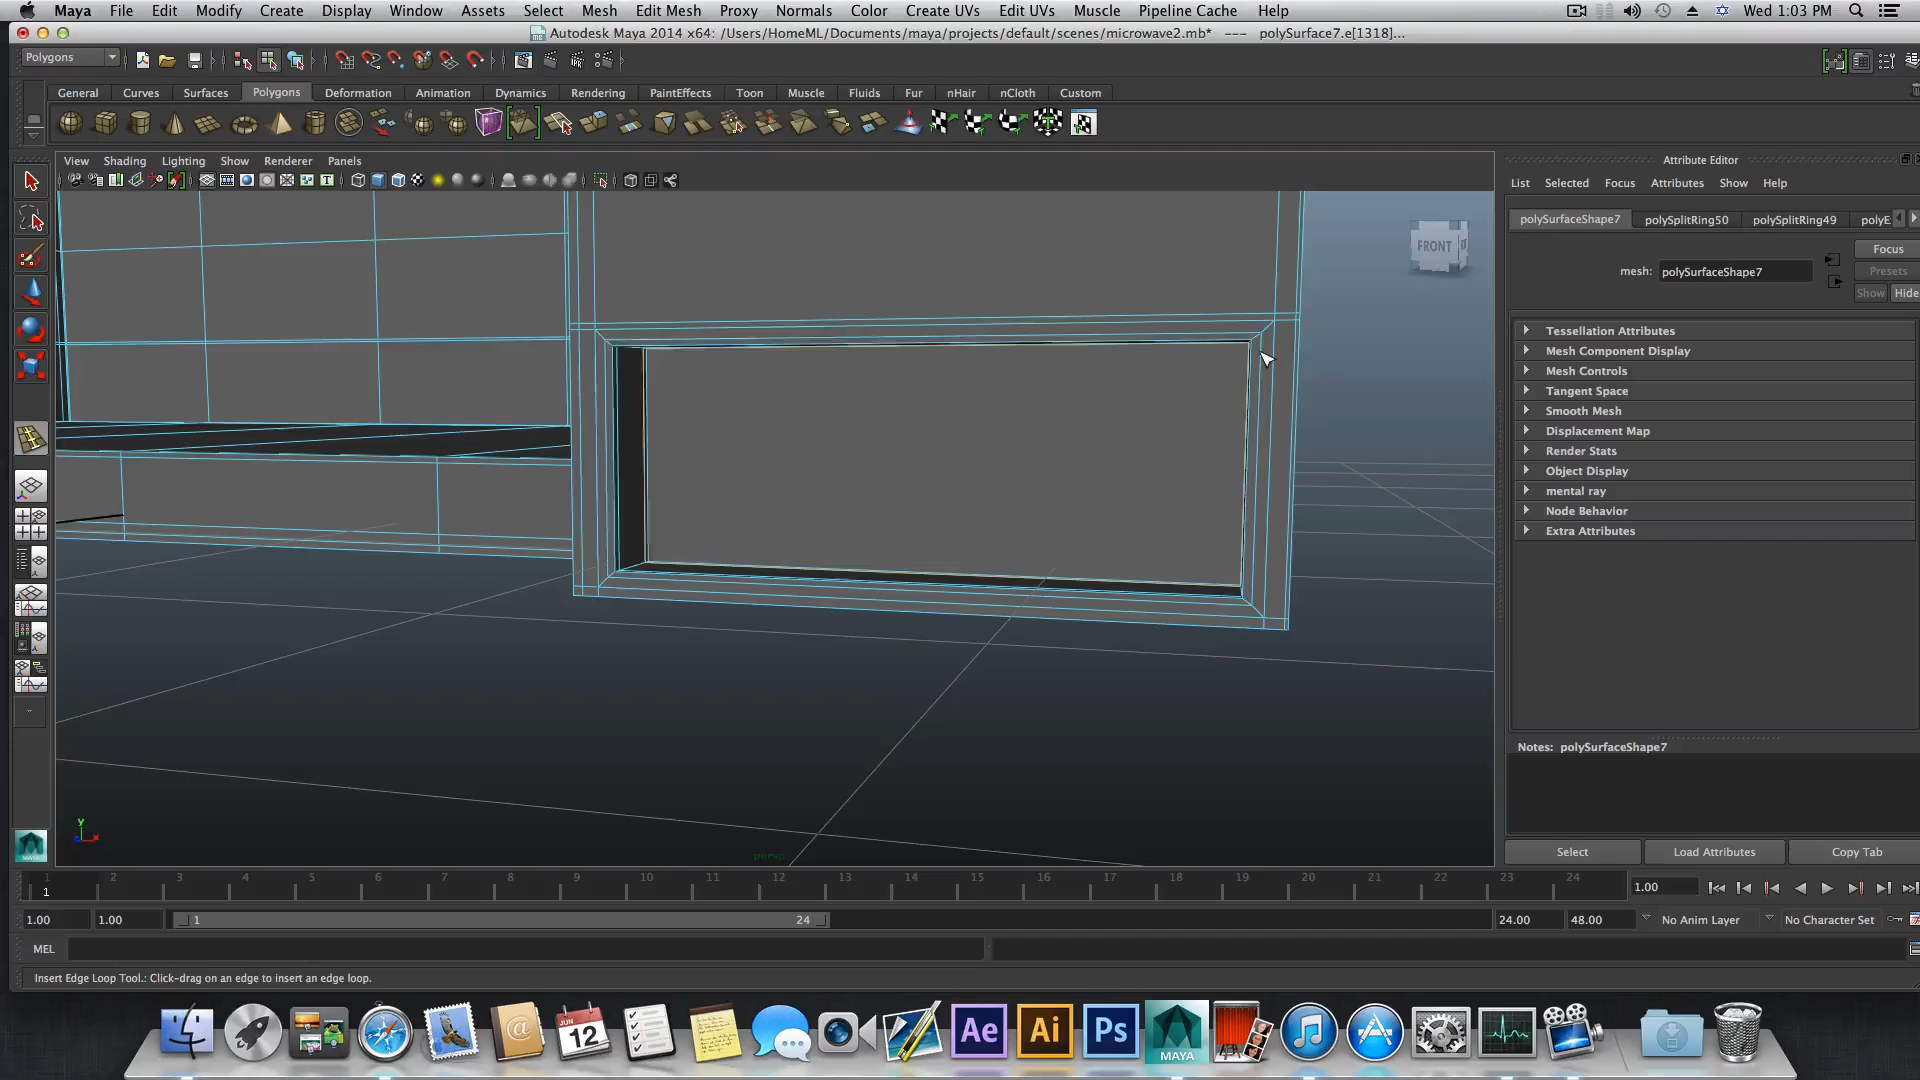 Maya File Edit Modify Create Display Window Assets Select Mesh Edit Mesh Proxy Normals Color Create UVs Edit UVs Muscle Pipeline Cache Help Wed 1:03 PM
Autodesk Maya 2014 x64: /Users/HomeML/Documents/maya/projects/default/scenes/microwave2.mb* --- polySurface7.e[1318]...
Polygons
General Curves Surfaces Polygons Deformation Animation Dynamics Rendering PaintEffects Toon Muscle Fluids Fur nHair nCloth Custom
View Shading Lighting Show Renderer Panels
Attribute Editor
List Selected Focus Attributes Show Help
polySurfaceShape7 polySplitRing50 polySplitRing49 polyE
Focus
mesh: polySurfaceShape7
Presets
Show Hide
FRONT
Tessellation Attributes
Mesh Component Display
Mesh Controls
Tangent Space
Smooth Mesh
Displacement Map
Render Stats
Object Display
mental ray
Node Behavior
Extra Attributes
Notes: polySurfaceShape7
y
x
persp
MAYA
Select Load Attributes Copy Tab
1 2 3 4 5 6 7 8 9 10 11 12 13 14 15 16 17 18 19 20 21 22 23 24
1
1.00
1.00 1.00 1 24 24.00 48.00 No Anim Layer No Character Set
MEL
Insert Edge Loop Tool.: Click-drag on an edge to insert an edge loop.
JUN
12
@
Ae Ai Ps
MAYA